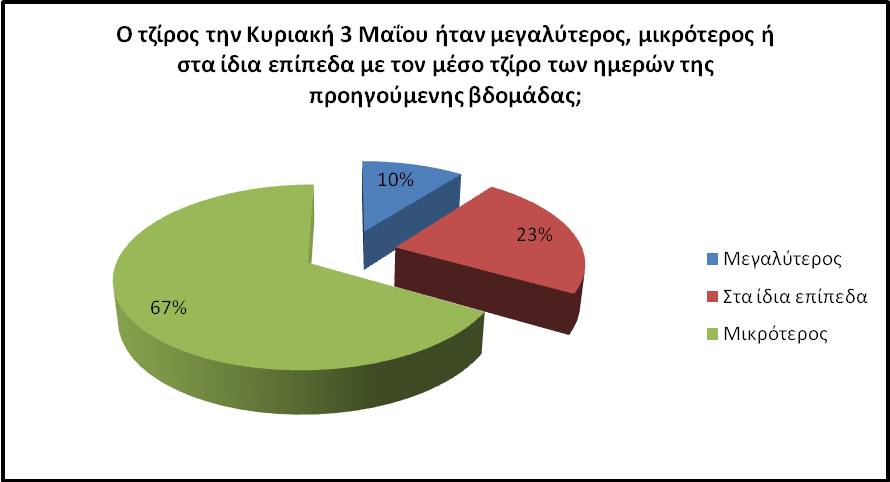 Ο τζίρος την Κυριακή 3 Μαΐου ήταν μεγαλύτερος, μικρότερος ή
στα ίδια επίπεδα με τον μέσο τζίρο των ημερών της
προηγούμενης βδομάδας;
10%
23%
67%
Μεγαλύτερος
Στα ίδια επίπεδα
Μικρότερος